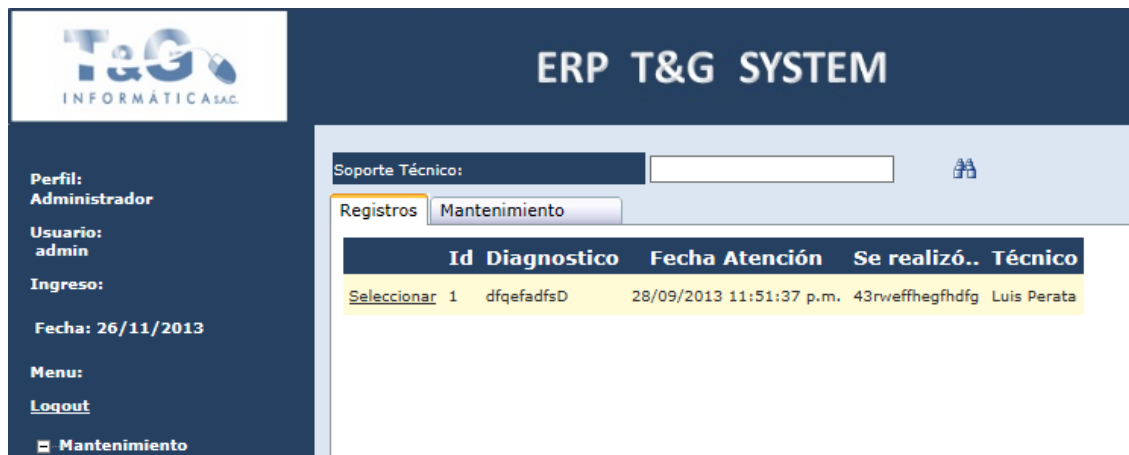 T&G
INFORMÁTICA S.A.C.
ERP T&G SYSTEM
Perfil:
Administrador
Usuario:
admin
Ingreso:
Fecha: 26/11/2013
Menu:
Logout
Mantenimiento
Soporte Técnico:
Registros Mantenimiento
Id Diagnostico Fecha Atención Se realizó.. Técnico
Seleccionar 1 dfqefadfsD 28/09/2013 11:51:37 p.m. 43rweffhegfhdfg Luis Perata